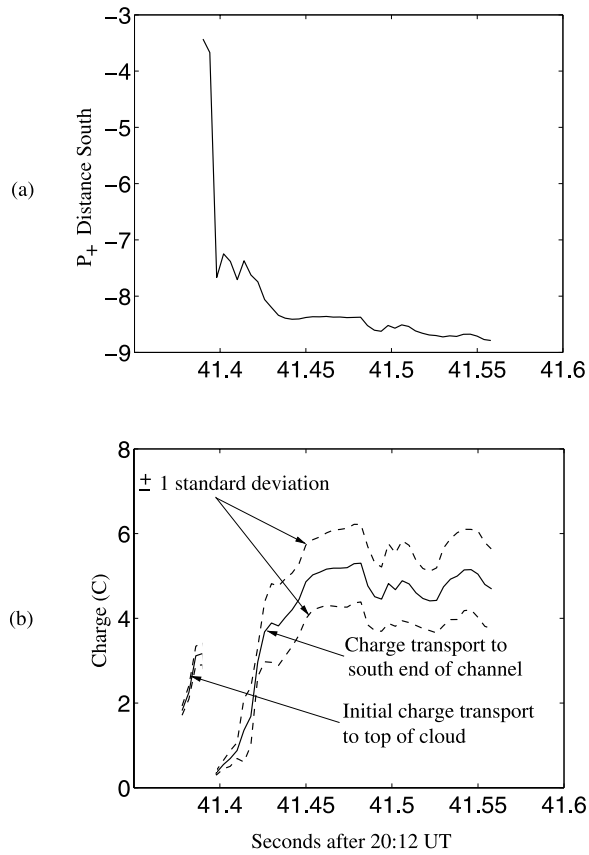 (a)
P+ Distance South
−3
−4
−5
−6
−7
−8
−9
41.4
41.45
41.5
41.55
41.6
(b)
Charge (C)
8
6
4
2
0
± 1 standard deviation
Charge transport to
south end of channel
Initial charge transport
to top of cloud
41.4
41.45
41.5
41.55
41.6
Seconds after 20:12 UT